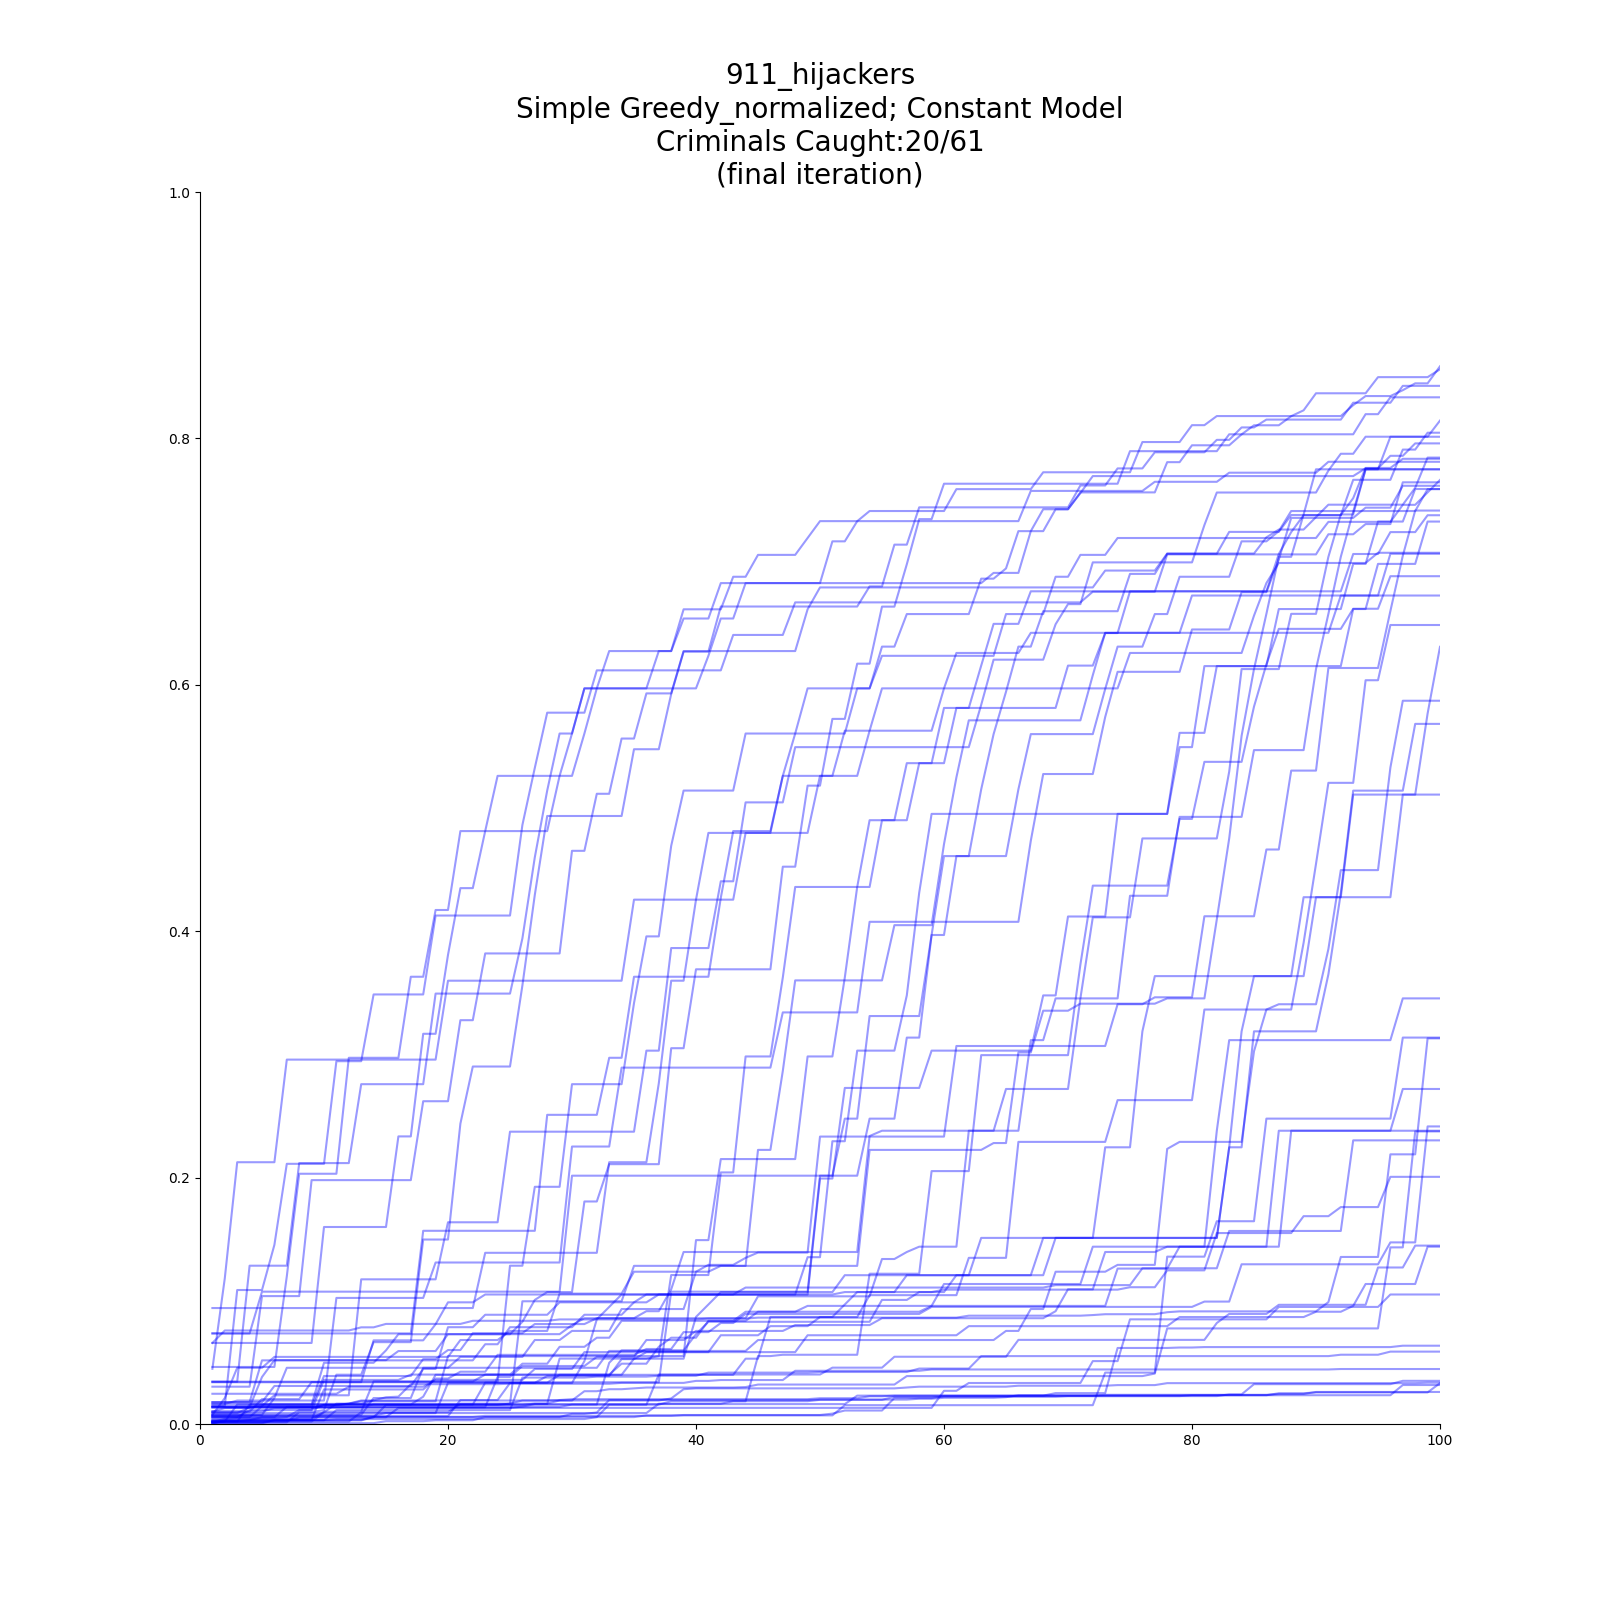 911_hijackers
Simple Greedy_normalized; Constant Model
Criminals Caught:20/61
(final iteration)
1.0
0.8
0.6
0.4
0.2
0.0
0 20 40 60 80 100